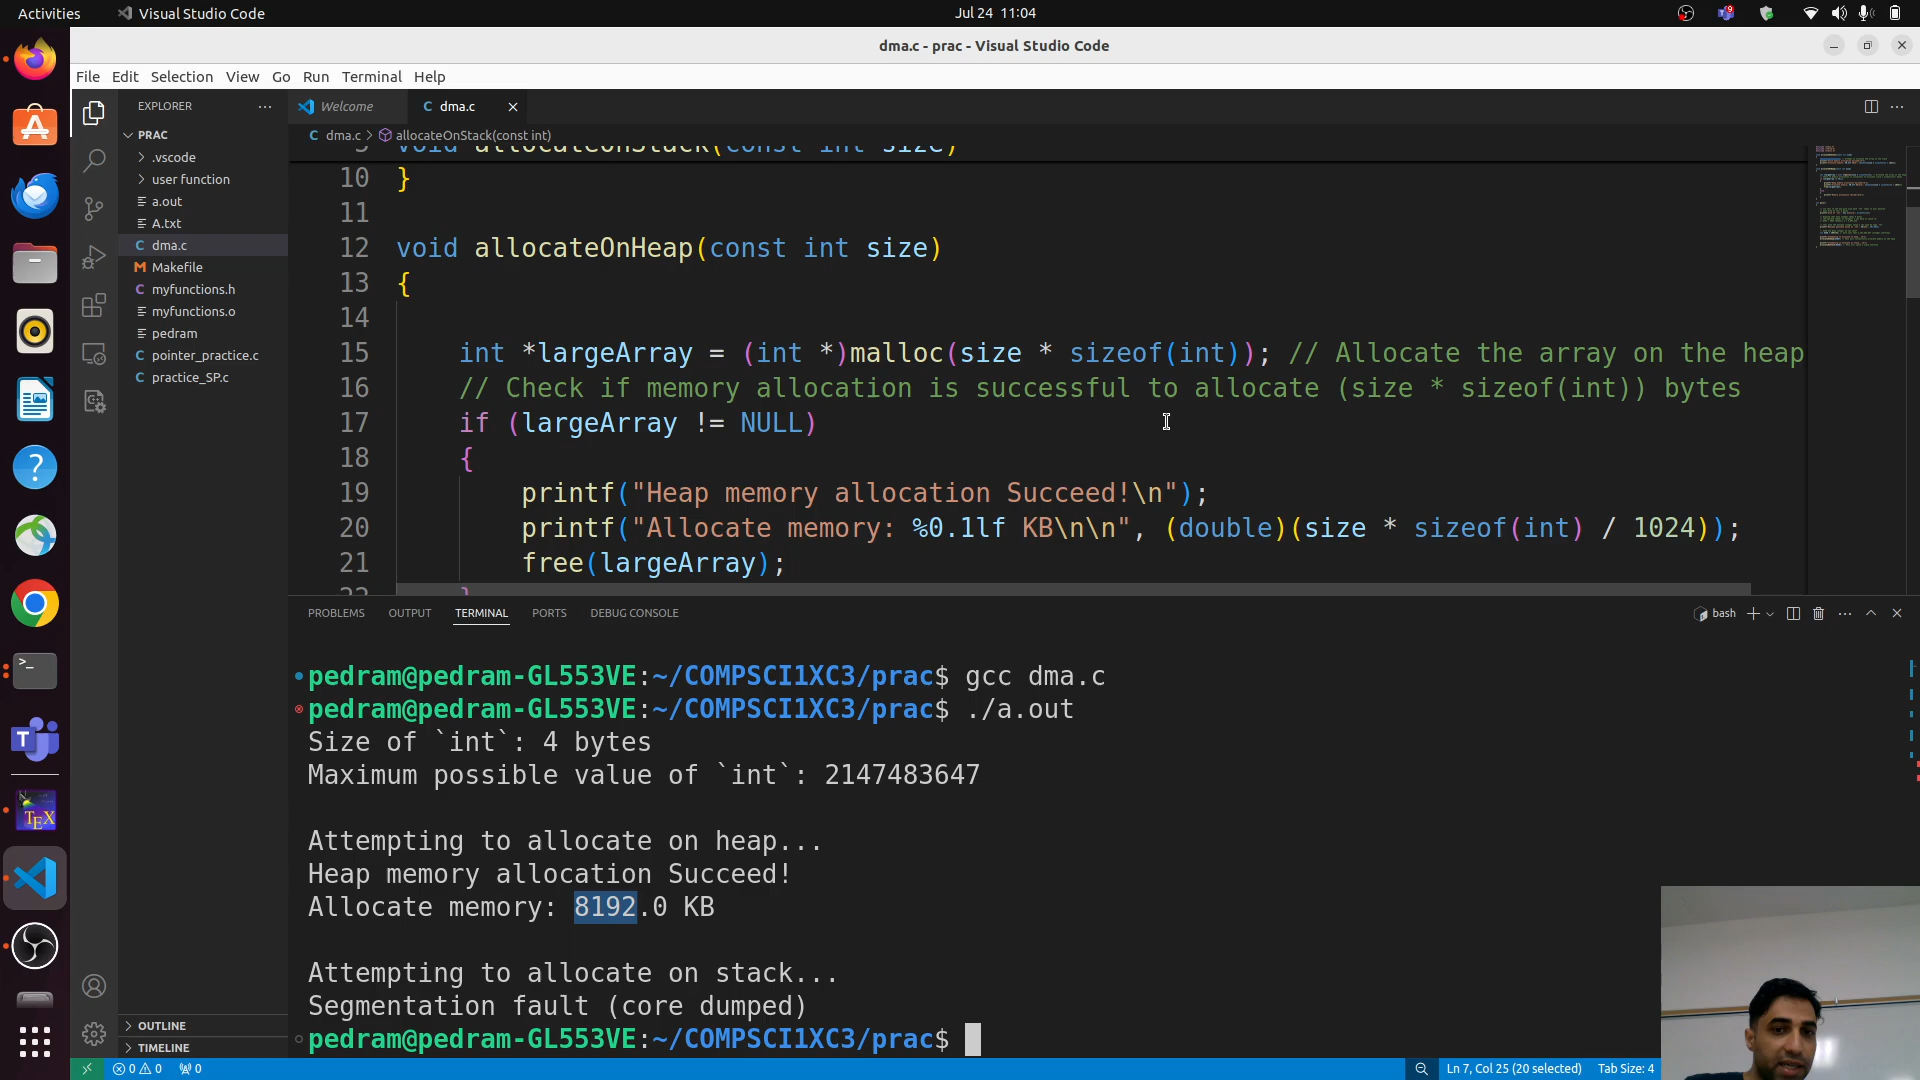 Activities
Visual Studio Code
Jul 24 11:04
dma.c - prac - Visual Studio Code
File Edit Selection View Go Run Terminal Help
EXPLORER
PRAC
.vscode
user function
a.out
A.txt
dma.c
Makefile
myfunctions.h
myfunctions.o
pedram
pointer_practice.c
practice_SP.c
OUTLINE
TIMELINE
Welcome
dma.c
dma.c > allocateOnStack(const int)
void allocateOnStack(const int size)
10 }
11
12 void allocateOnHeap(const int size)
13 {
14
15 int *largeArray = (int *)malloc(size * sizeof(int)); // Allocate the array on the heap
16 // Check if memory allocation is successful to allocate (size * sizeof(int)) bytes
17 if (largeArray != NULL)
18 {
19 printf("Heap memory allocation Succeed!\n");
20 printf("Allocate memory: %0.1lf KB\n\n", (double)(size * sizeof(int) / 1024));
21 free(largeArray);
22 }
PROBLEMS OUTPUT TERMINAL PORTS DEBUG CONSOLE
bash
pedram@pedram-GL553VE:~/COMPSCI1XC3/prac$ gcc dma.c
pedram@pedram-GL553VE:~/COMPSCI1XC3/prac$ ./a.out
Size of `int`: 4 bytes
Maximum possible value of `int`: 2147483647
Attempting to allocate on heap...
Heap memory allocation Succeed!
Allocate memory: 8192.0 KB
Attempting to allocate on stack...
Segmentation fault (core dumped)
pedram@pedram-GL553VE:~/COMPSCI1XC3/prac$
0 0 0
Ln 7, Col 25 (20 selected) Tab Size: 4